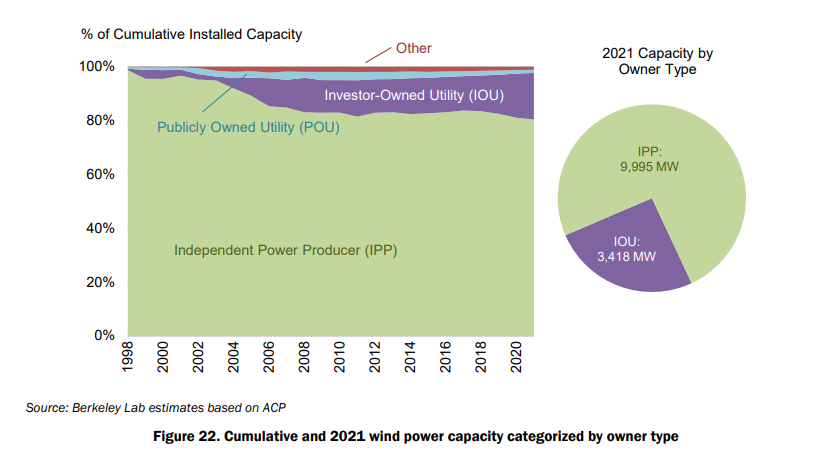 % of Cumulative Installed Capacity
Other
100%
80%
60%
40%
20%
0%
Investor-Owned Utility (IOU)
Publicly Owned Utility (POU)
Independent Power Producer (IPP)
1998
2000
2002
2004
2006
2008
2010
2012
2014
2016
2018
2020
2021 Capacity by
Owner Type
IPP:
9,995 MW
IOU:
3,418 MW
Source: Berkeley Lab estimates based on ACP
Figure 22. Cumulative and 2021 wind power capacity categorized by owner type